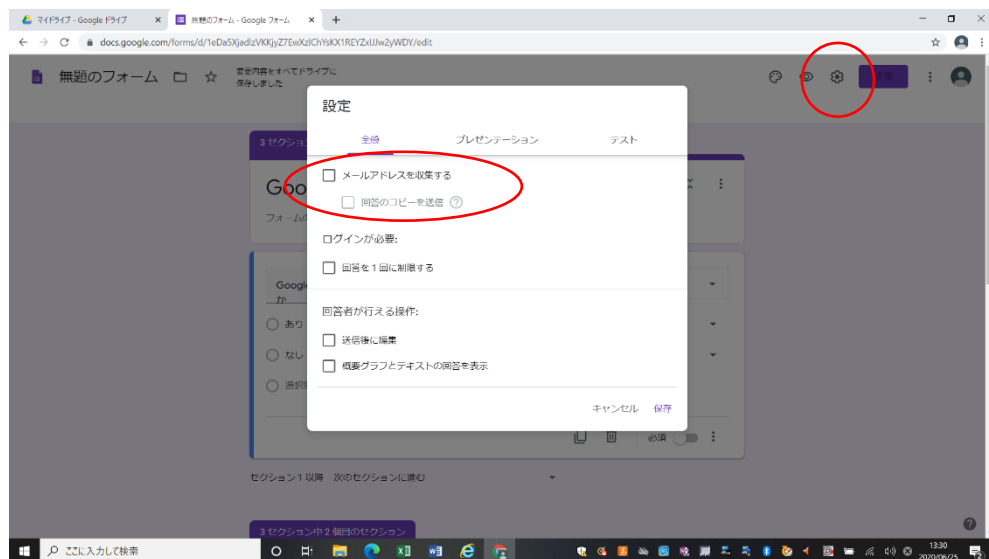 マイドライブ - Google ドライブ
無題のフォーム - Google フォーム
無題のフォーム
変更内容をすべてドライブに
保存しました
設定
全般 プレゼンテーション テスト
3 セクション
メールアドレスを収集する
回答のコピーを送信
Goo
フォームの
ログインが必要:
回答を 1 回に制限する
Google
か
回答者が行える操作:
あり
送信後に編集
なし
概要グラフとテキストの回答を表示
選択
キャンセル 保存
必須
セクション 1 以降 次のセクションに進む
3 セクション中 2 個目のセクション
ここに入力して検索
13:30
2020/06/25